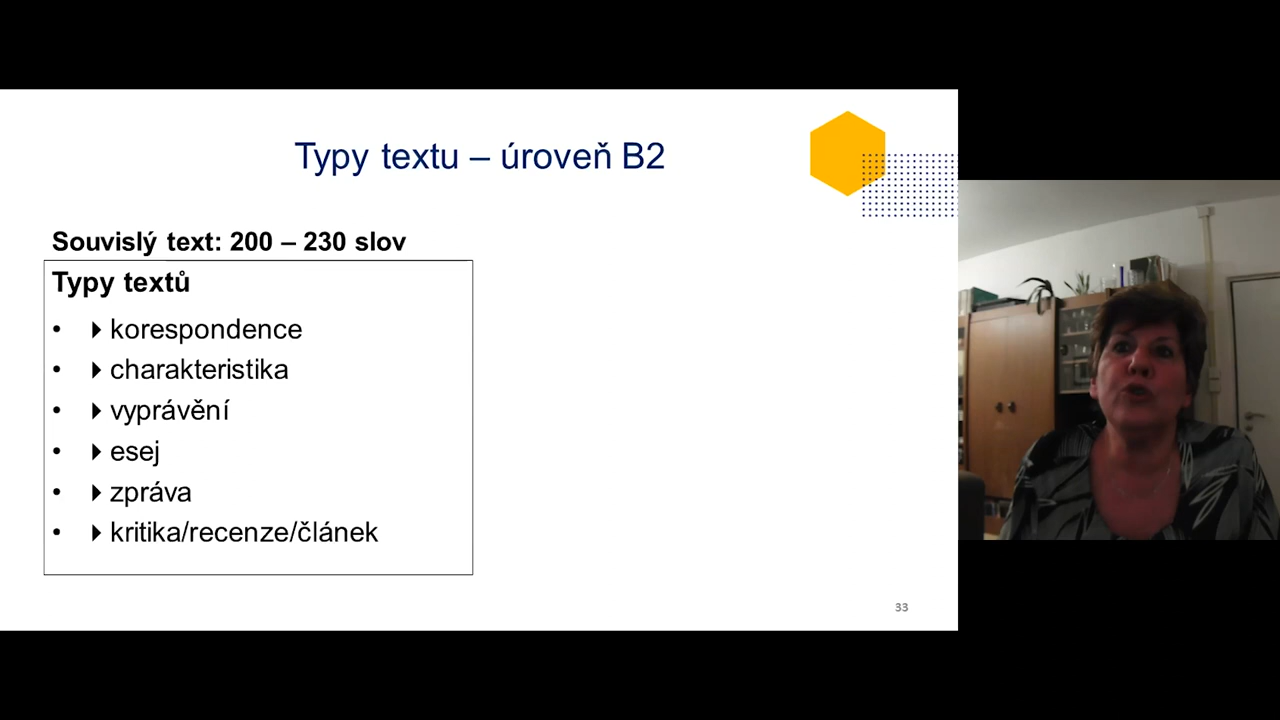 Typy textu – úroveň B2
Souvislý text: 200 – 230 slov
Typy textů
• korespondence
• charakteristika
• vyprávění
• esej
• zpráva
• kritika/recenze/článek
33